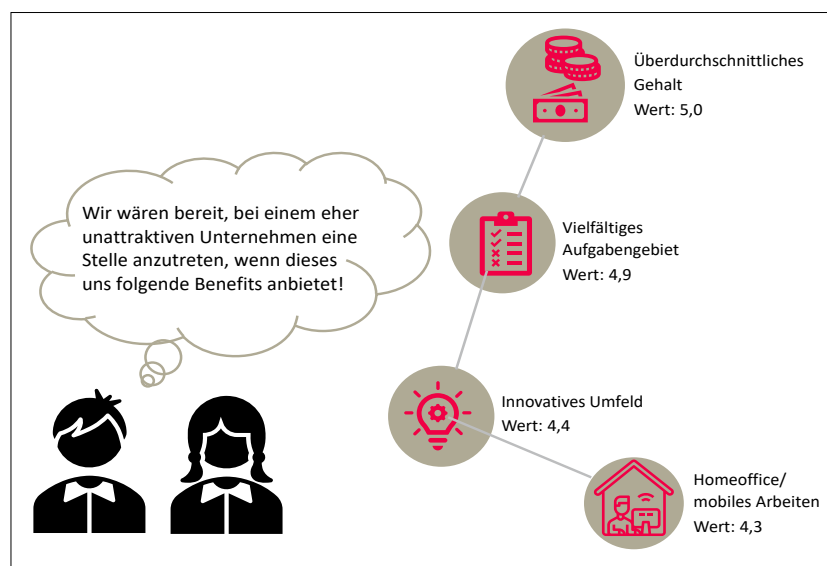 Überdurchschnittliches
Gehalt
Wert: 5,0
Wir wären bereit, bei einem eher
unattraktiven Unternehmen eine
Stelle anzutreten, wenn dieses
uns folgende Benefits anbietet!
Vielfältiges
Aufgabengebiet
Wert: 4,9
Innovatives Umfeld
Wert: 4,4
Homeoffice/
mobiles Arbeiten
Wert: 4,3